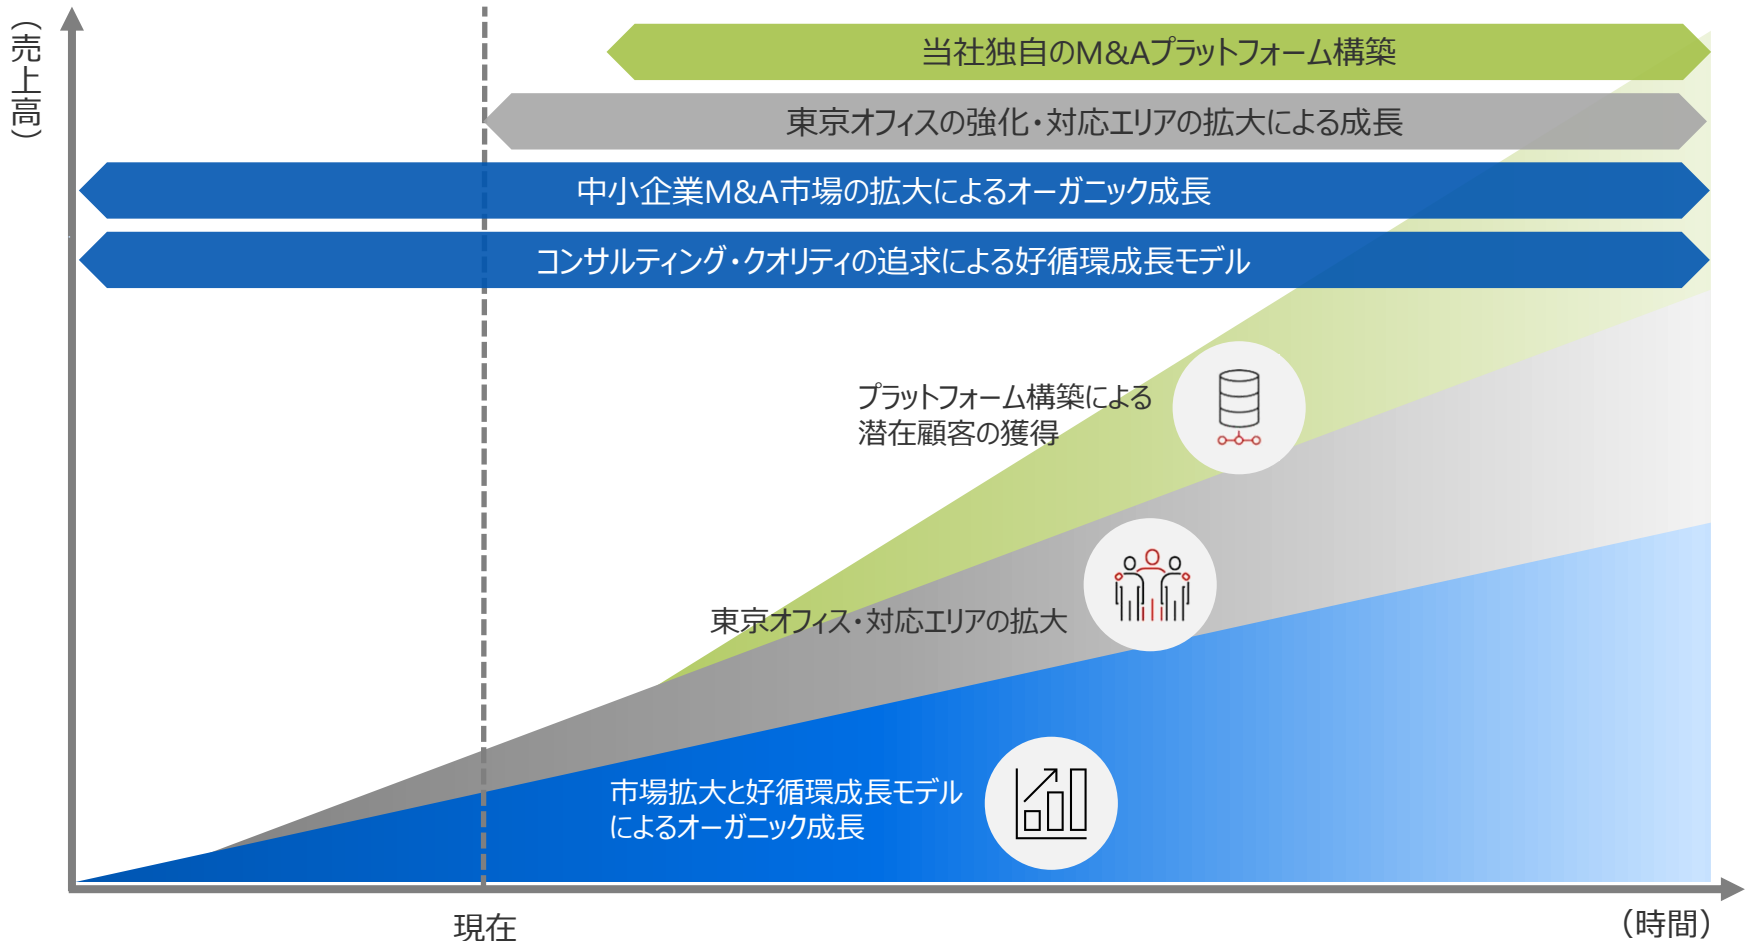 （売上高）
当社独自のM&Aプラットフォーム構築
東京オフィスの強化・対応エリアの拡大による成長
中小企業M&A市場の拡大によるオーガニック成長
コンサルティング・クオリティの追求による好循環成長モデル
プラットフォーム構築による
潜在顧客の獲得
東京オフィス・対応エリアの拡大
市場拡大と好循環成長モデル
によるオーガニック成長
現在
（時間）